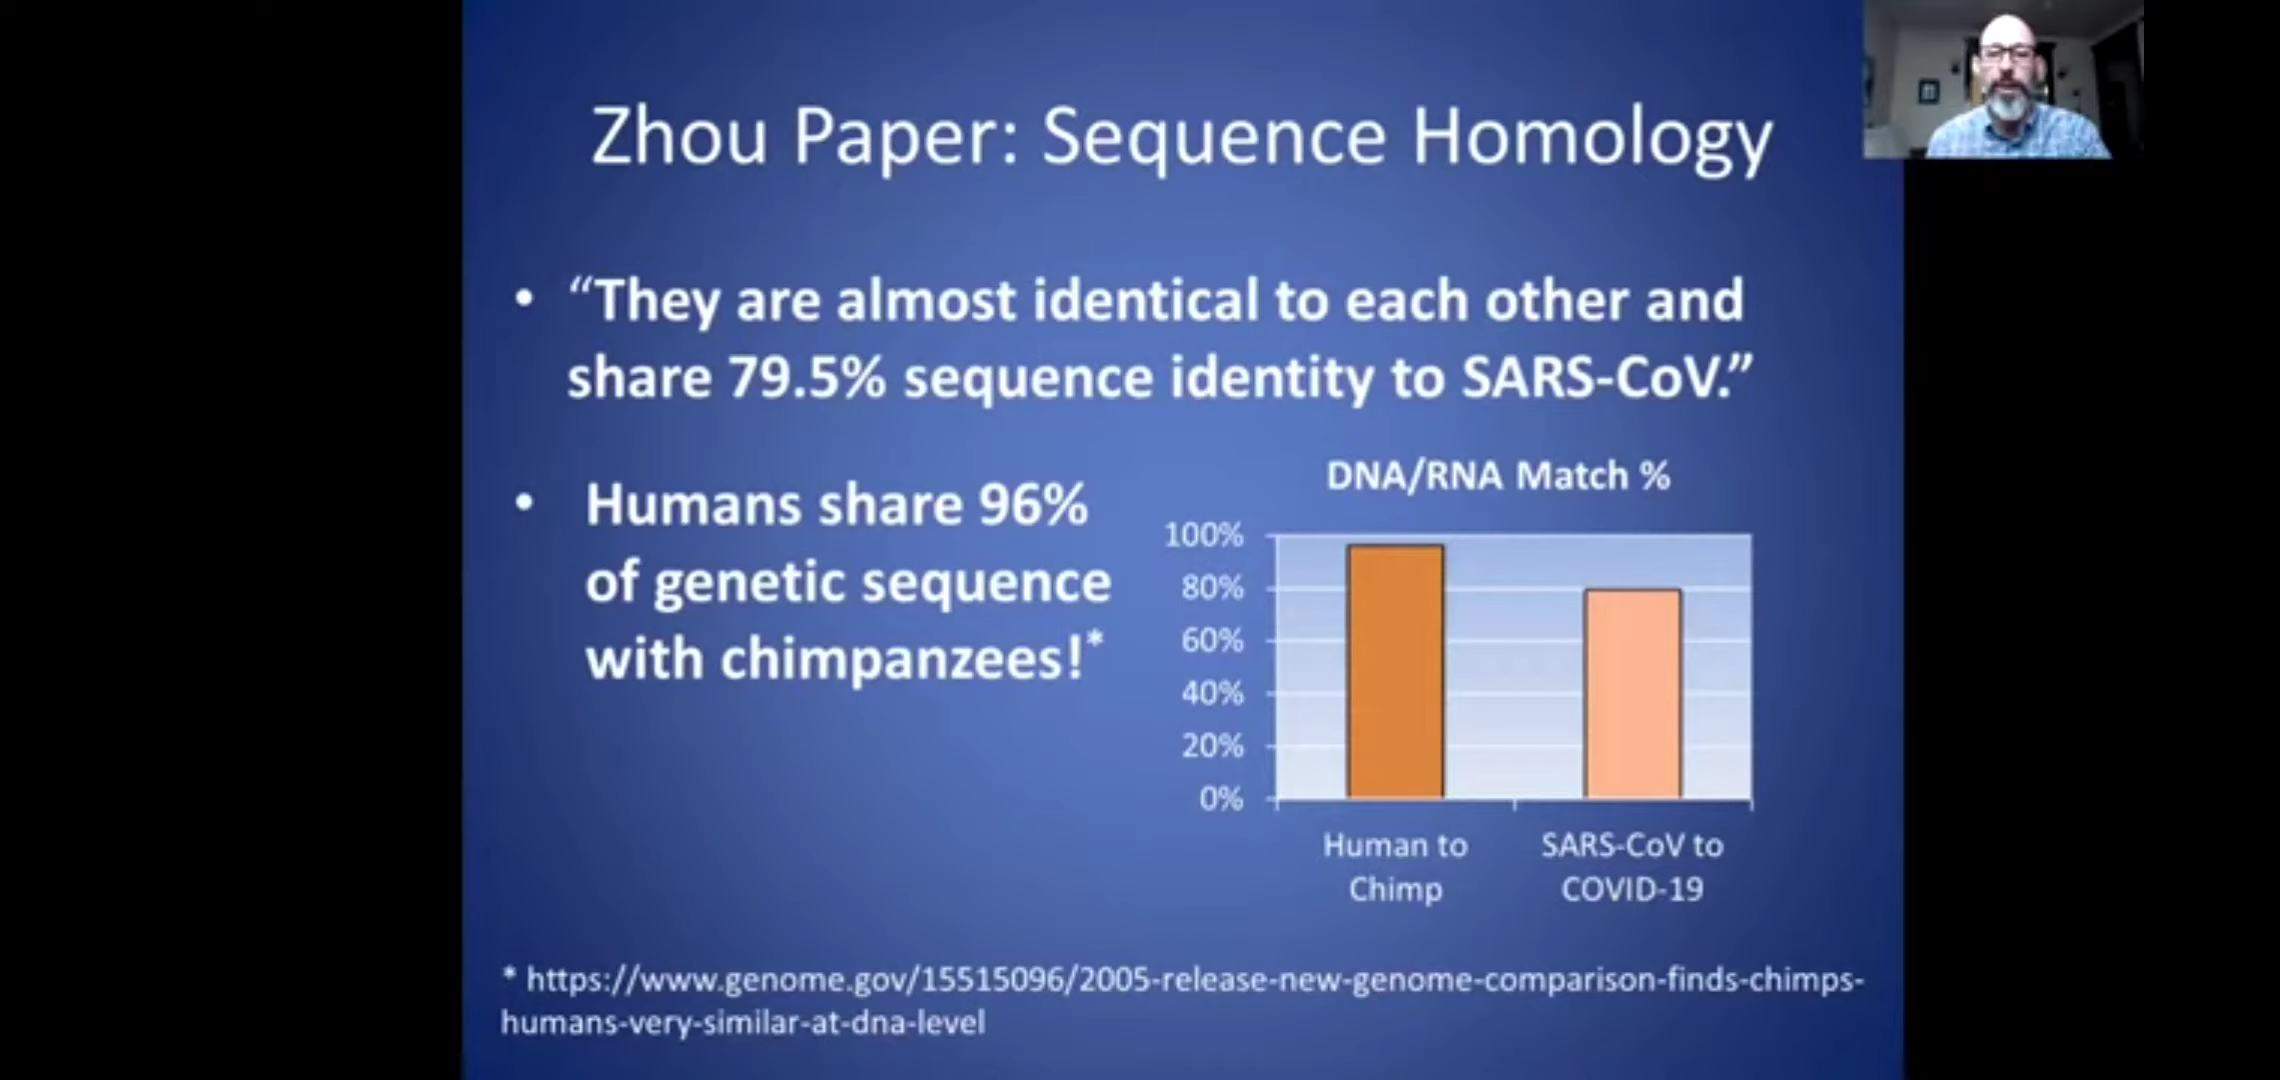 Zhou Paper: Sequence Homology
• “They are almost identical to each other and
share 79.5% sequence identity to SARS-CoV.”
• Humans share 96%
of genetic sequence
with chimpanzees!*
DNA/RNA Match %
100%
80%
60%
40%
20%
0%
Human to
Chimp
SARS-CoV to
COVID-19
* https://www.genome.gov/15515096/2005-release-new-genome-comparison-finds-chimps-
humans-very-similar-at-dna-level